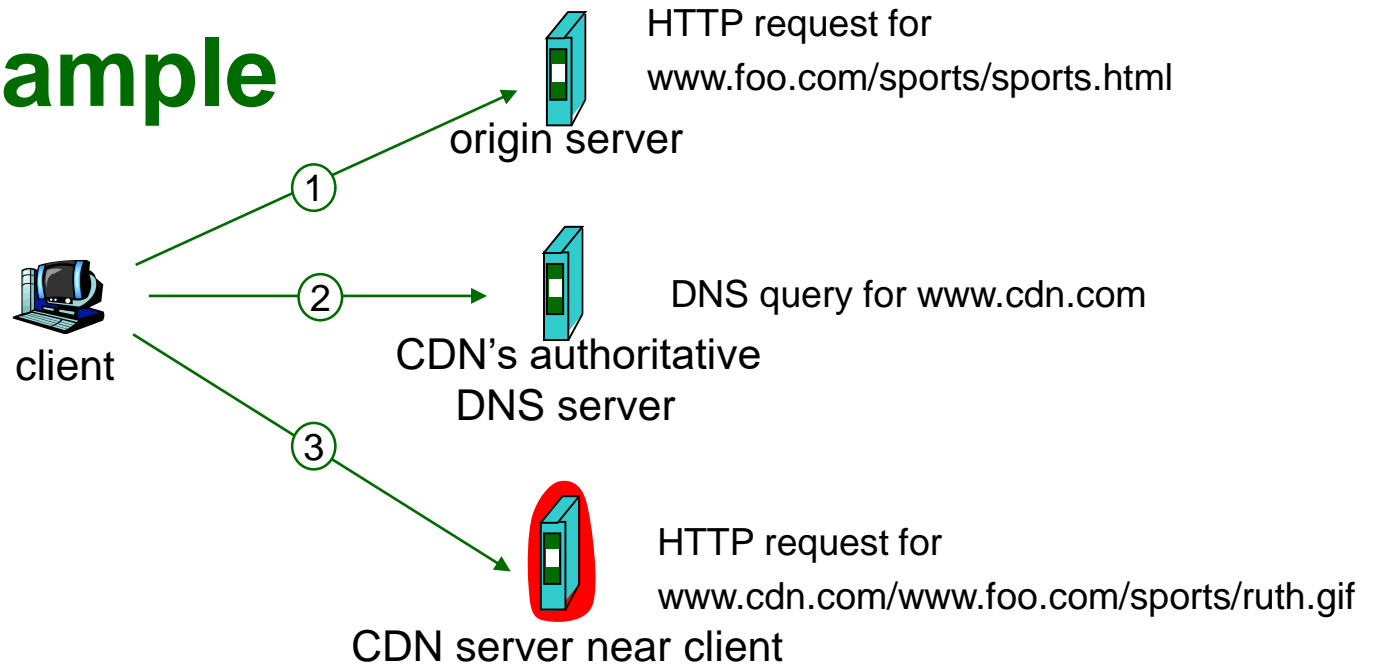 ample
HTTP request for
www.foo.com/sports/sports.html
origin server
1
client
2
DNS query for www.cdn.com
CDN’s authoritative
DNS server
3
HTTP request for
www.cdn.com/www.foo.com/sports/ruth.gif
CDN server near client